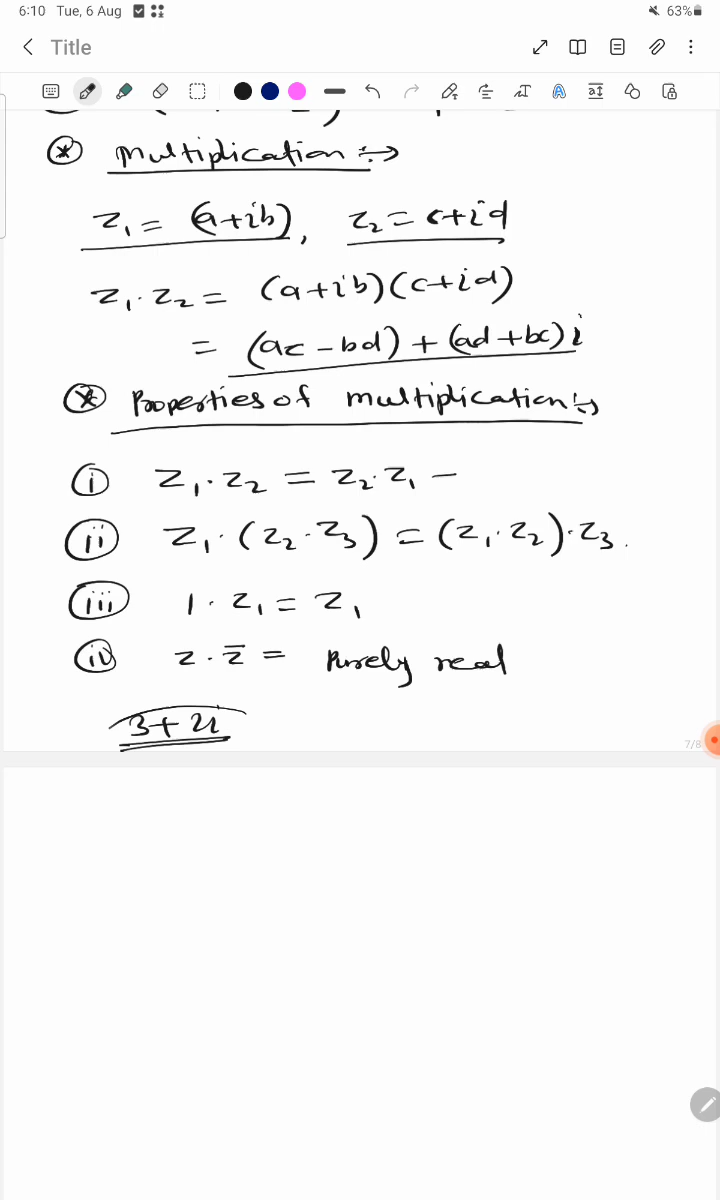 6:10 Tue, 6 Aug 63%
Title
* Multiplication :→
z₁ = (a+ib), z₂ = c+id
z₁·z₂ = (a+ib)(c+id)
= (ac-bd) + (ad+bc)i
* Properties of multiplication :→
(i) z₁·z₂ = z₂·z₁ –
(ii) z₁·(z₂·z₃) = (z₁·z₂)·z₃.
(iii) 1·z₁ = z₁
(iv) z·z̅ = Purely real
7/8